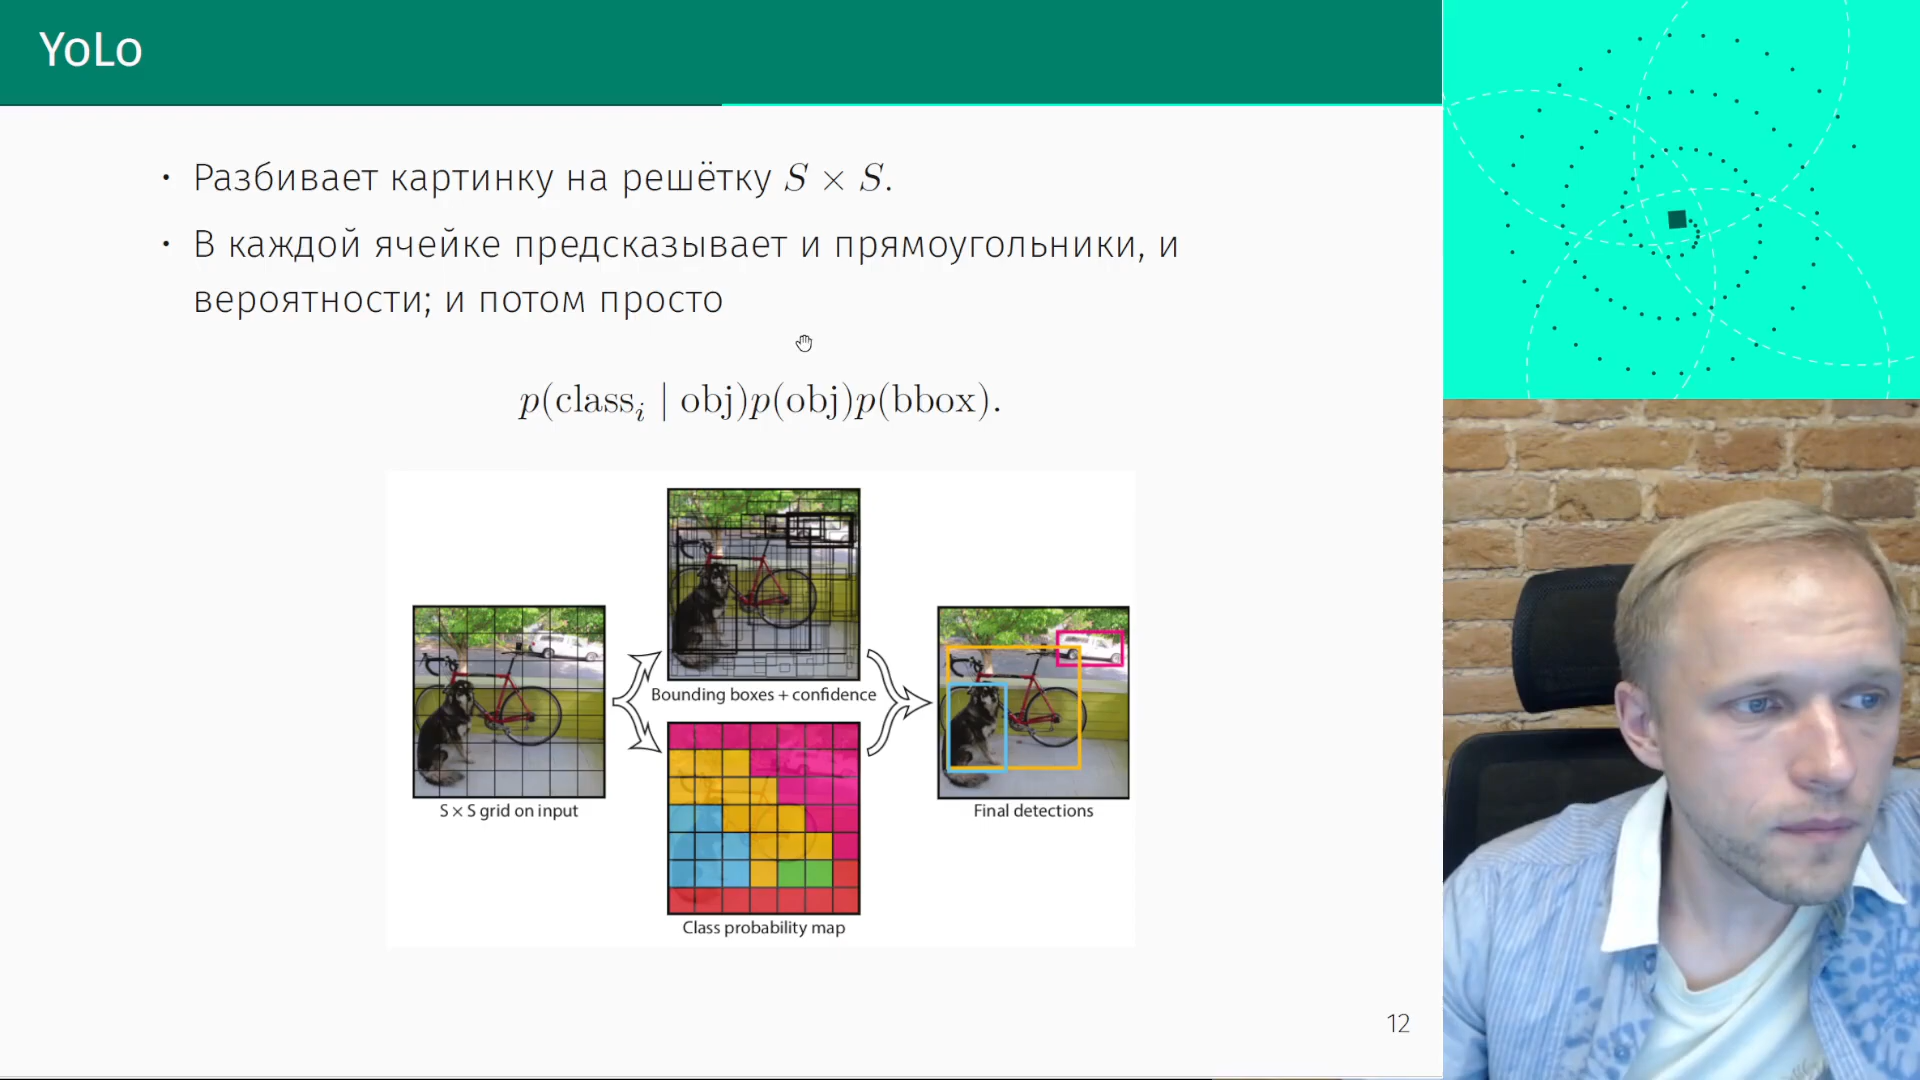 YoLo
• Разбивает картинку на решётку S × S.
• В каждой ячейке предсказывает и прямоугольники, и
вероятности; и потом просто
p(classᵢ | obj)p(obj)p(bbox).
Bounding boxes + confidence
S × S grid on input
Final detections
Class probability map
12